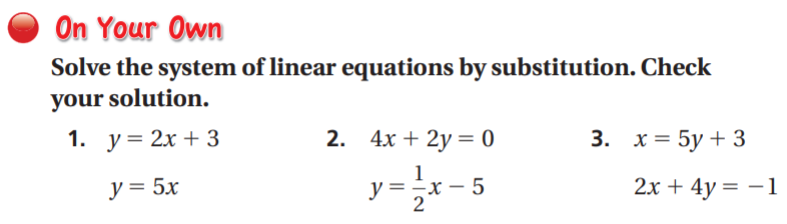 On Your Own
Solve the system of linear equations by substitution. Check
your solution.
1. y = 2x + 3 2. 4x + 2y = 0 3. x = 5y + 3
y = 5x y = 1/2 x − 5 2x + 4y = −1